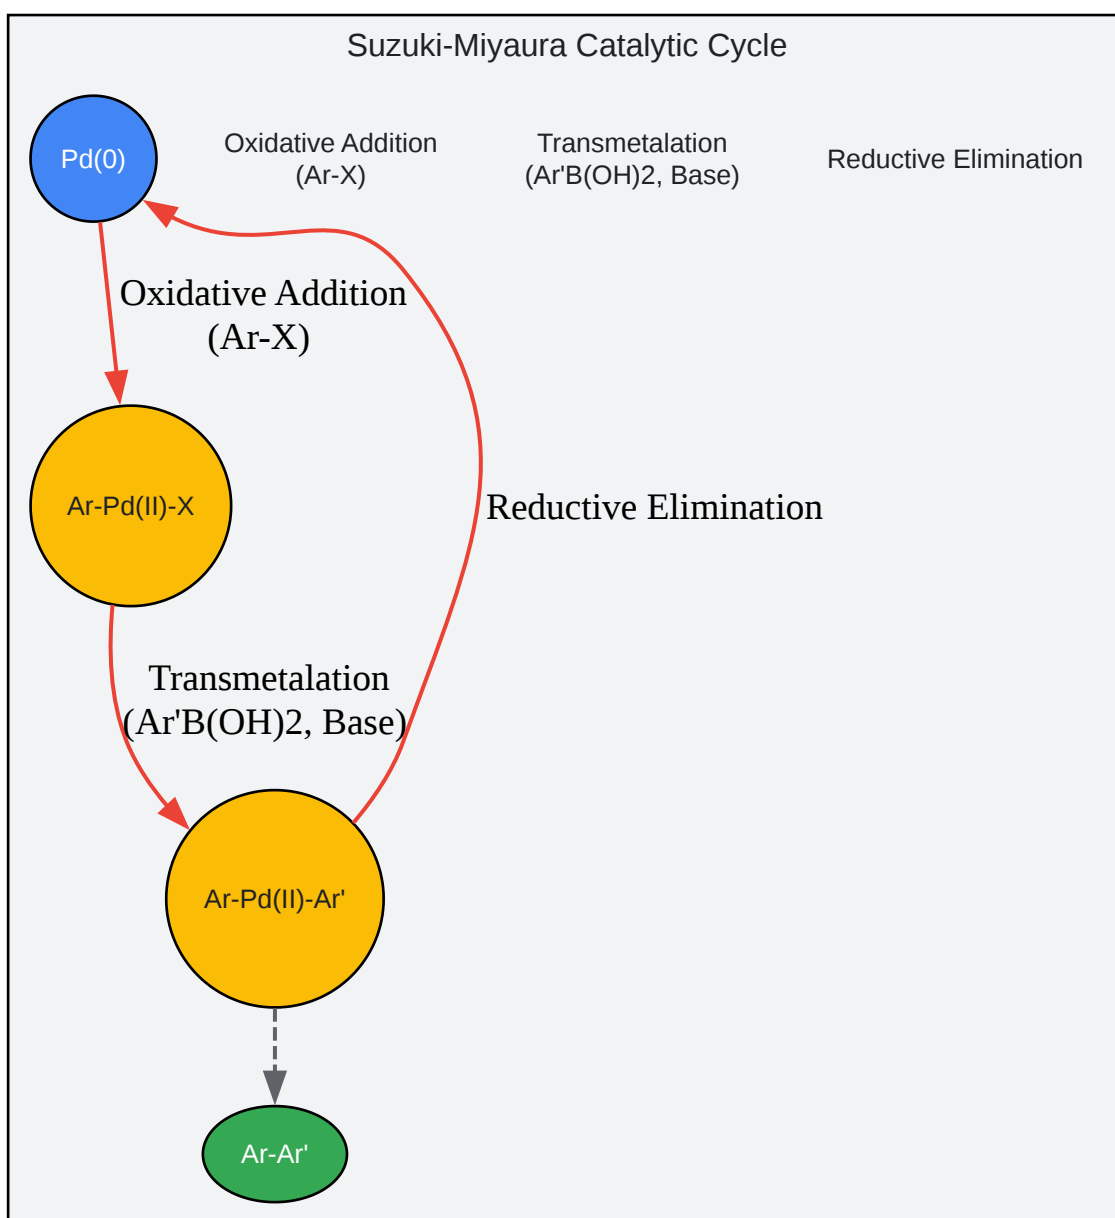 Suzuki-Miyaura Catalytic Cycle
Pd(0)
Oxidative Addition
(Ar-X)
Transmetalation
(Ar'B(OH)2, Base)
Reductive Elimination
Oxidative Addition
(Ar-X)
Ar-Pd(II)-X
Reductive Elimination
Transmetalation
(Ar'B(OH)2, Base)
Ar-Pd(II)-Ar'
Ar-Ar'